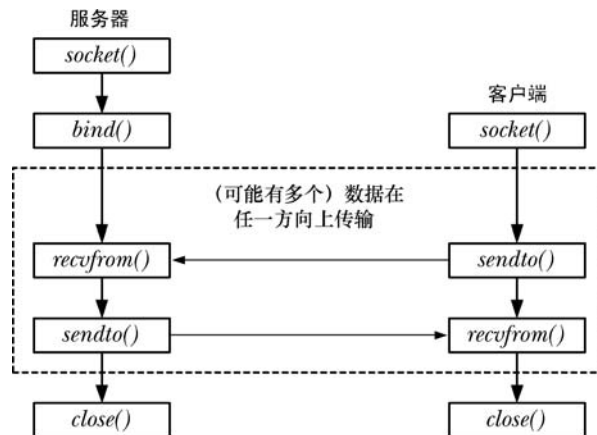 服务器
socket()
客户端
bind()
socket()
(可能有多个)数据在
任一方向上传输
recvfrom()
sendto()
sendto()
recvfrom()
close()
close()